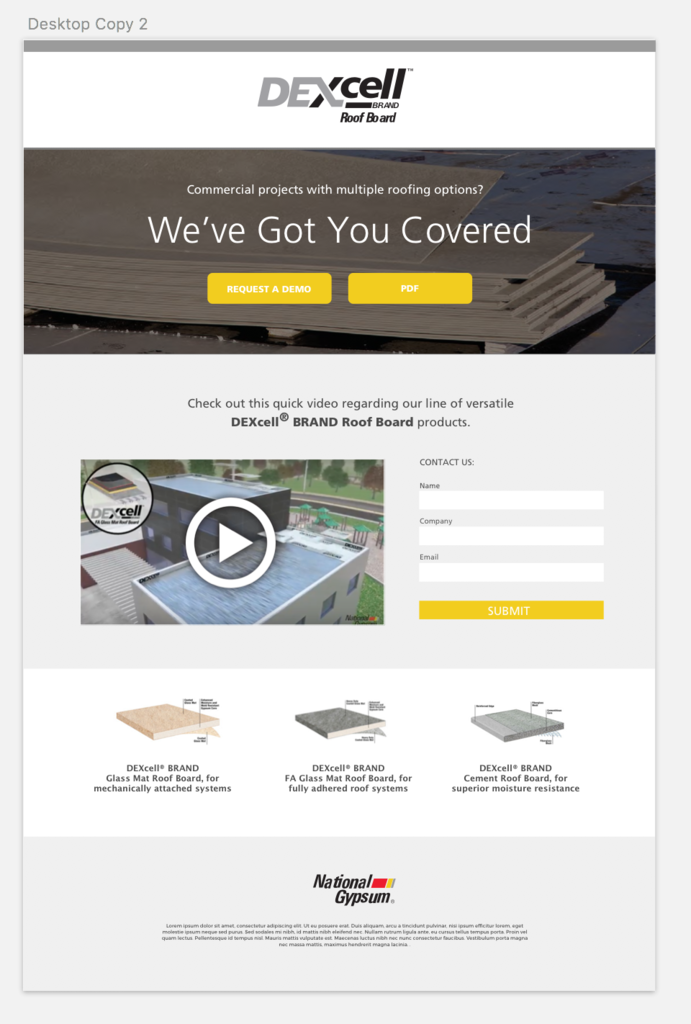 Desktop Copy 2
DEXcell™
BRAND
Roof Board
Commercial projects with multiple roofing options?
We've Got You Covered
REQUEST A DEMO
PDF
Check out this quick video regarding our line of versatile
DEXcell® BRAND Roof Board products.
DEXcell
FA Glass Mat Roof Board
DEXcell
DEXcell
National
Gypsum
CONTACT US:
Name
Company
Email
SUBMIT
DEXcell® BRAND
Glass Mat Roof Board, for
mechanically attached systems
DEXcell® BRAND
FA Glass Mat Roof Board, for
fully adhered roof systems
DEXcell® BRAND
Cement Roof Board, for
superior moisture resistance
National
Gypsum®
Lorem ipsum dolor sit amet, consectetur adipiscing elit. Ut eu posuere erat. Duis aliquam, arcu a tincidunt pulvinar, nisi ipsum efficitur lorem, eget
molestie ipsum neque sed purus. Sed sodales mi nibh, id mattis nibh eleifend nec. Nullam rutrum ligula ante, eu cursus tellus tempus porta. Proin vel
quam lectus. Pellentesque id tempus nisl. Mauris mattis vulputate est. Maecenas luctus nibh nec nunc consectetur faucibus. Vestibulum porta magna
nec massa mattis, maximus hendrerit magna lacinia.